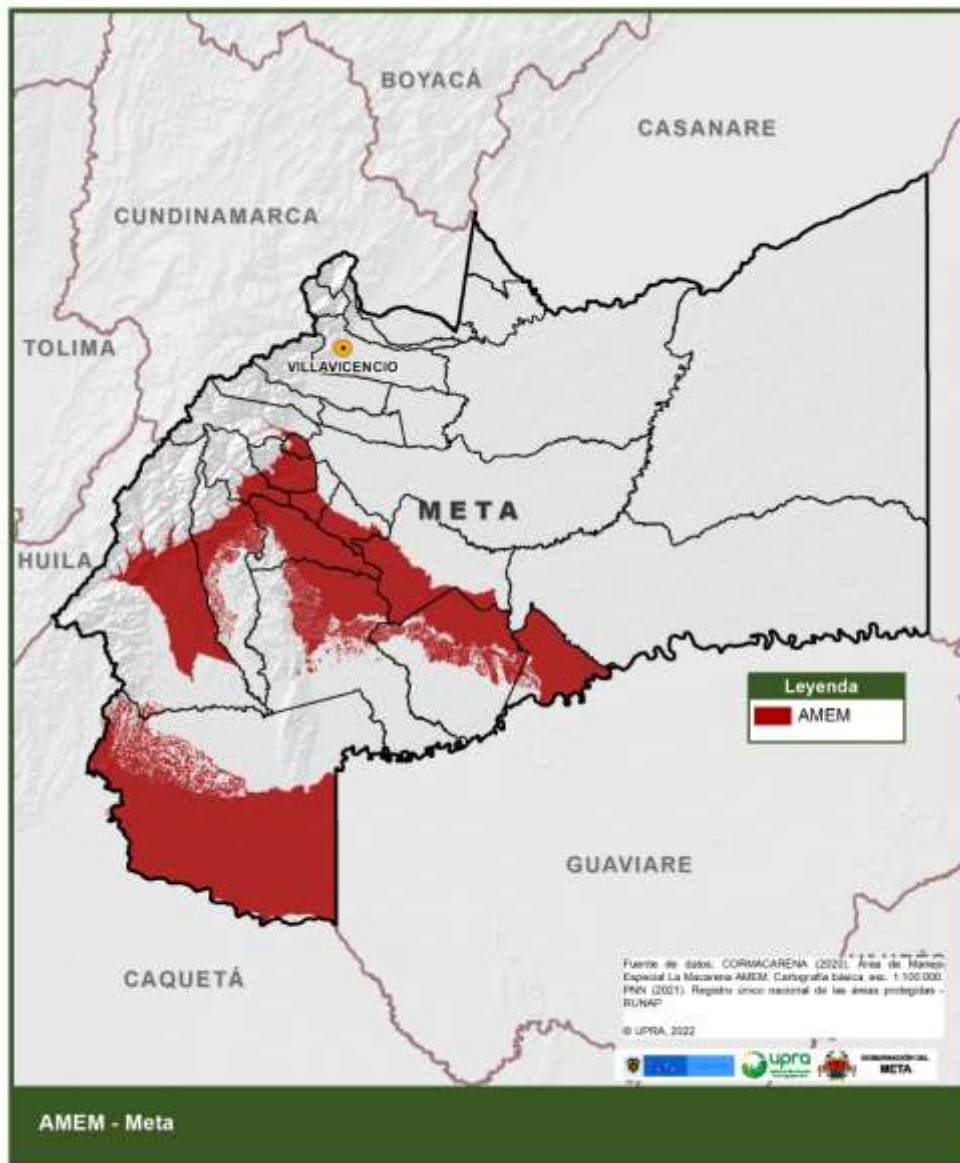 BOYACÁ
CASANARE
CUNDINAMARCA
TOLIMA
VILLAVICENCIO
META
HUILA
Leyenda
AMEM
GUAVIARE
CAQUETÁ
Fuente de datos: CORMACARENA (2020), Área de Manejo
Especial La Macarena AMEM. Cartografía básica, esc. 1:100.000.
PNN (2021). Registro único nacional de las áreas protegidas -
RUNAP
© UPRA, 2022
upra
GOBERNACIÓN DEL
META
AMEM - Meta